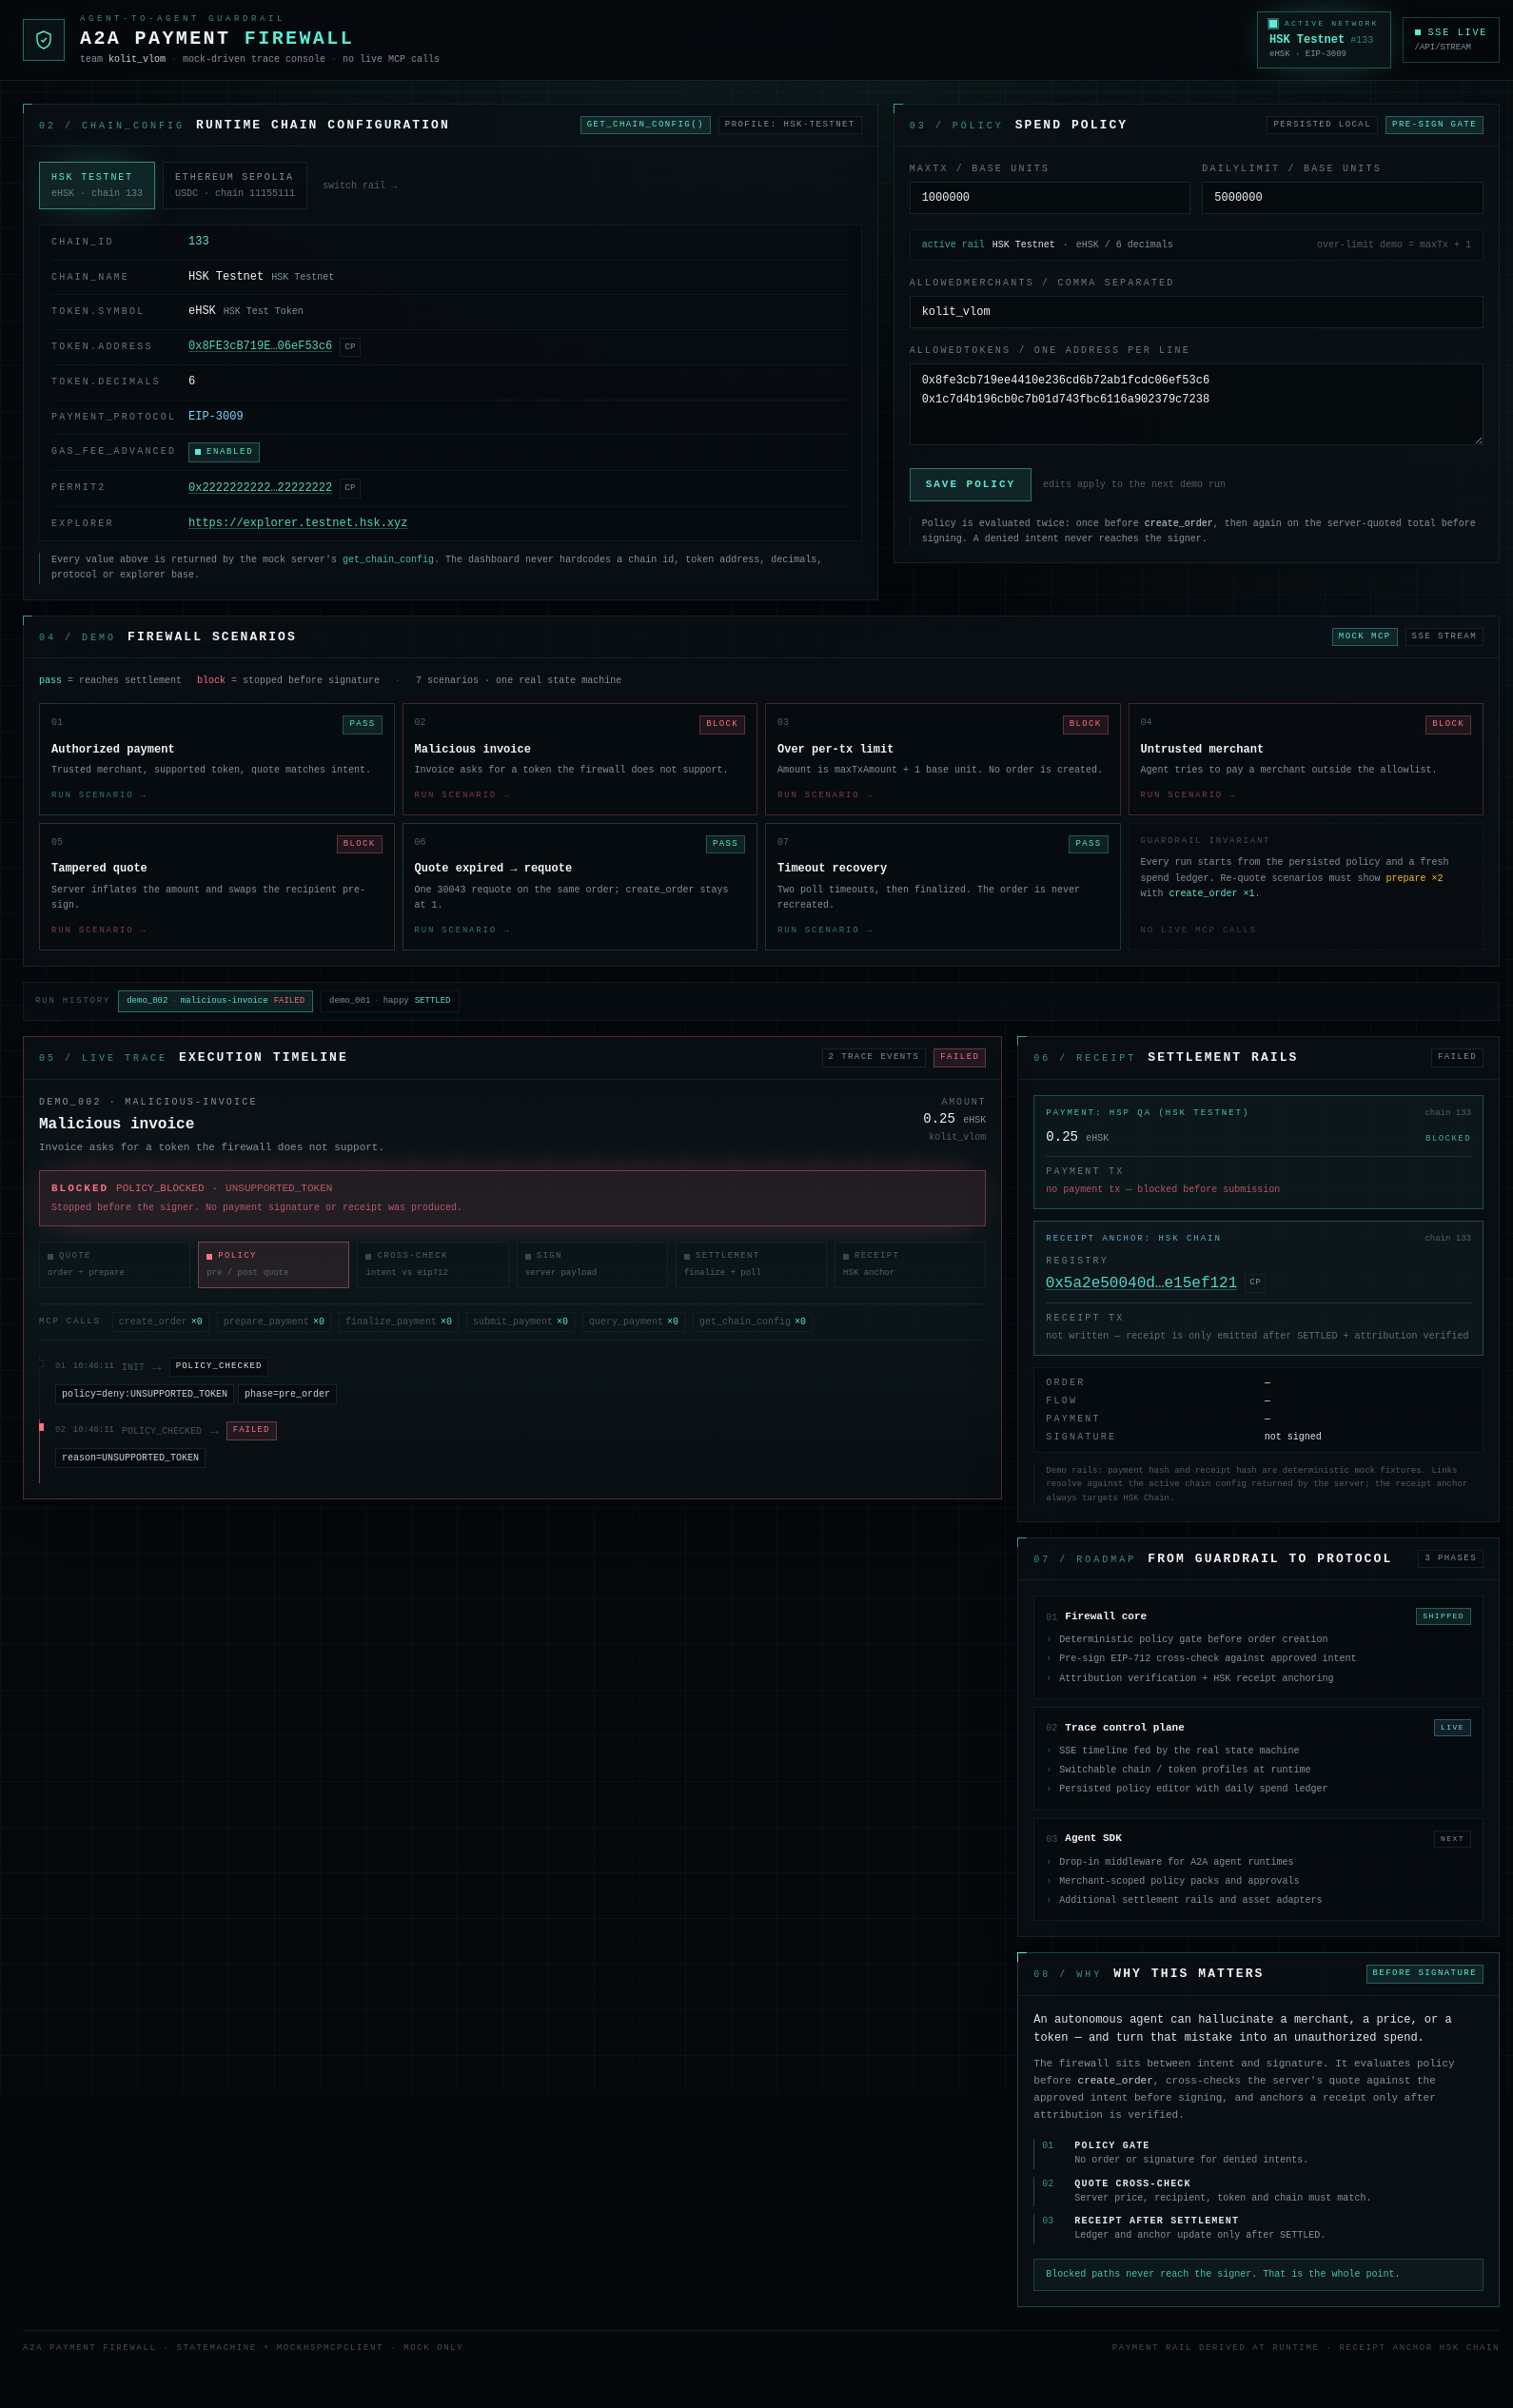 AGENT-TO-AGENT GUARDRAIL
A2A PAYMENT FIREWALL
team kolit_vlom · mock-driven trace console · no live MCP calls
ACTIVE NETWORK
HSK Testnet #133
eHSK · EIP-3009
SSE LIVE
/API/STREAM
02 / CHAIN_CONFIG RUNTIME CHAIN CONFIGURATION GET_CHAIN_CONFIG() PROFILE: HSK-TESTNET
HSK TESTNET
eHSK · chain 133
ETHEREUM SEPOLIA
USDC · chain 11155111
switch rail →
CHAIN_ID 133
CHAIN_NAME HSK Testnet HSK Testnet
TOKEN.SYMBOL eHSK HSK Test Token
TOKEN.ADDRESS 0x8FE3cB719E…06eF53c6 CP
TOKEN.DECIMALS 6
PAYMENT_PROTOCOL EIP-3009
GAS_FEE_ADVANCED ENABLED
PERMIT2 0x2222222222…22222222 CP
EXPLORER https://explorer.testnet.hsk.xyz
Every value above is returned by the mock server's get_chain_config. The dashboard never hardcodes a chain id, token address, decimals,
protocol or explorer base.
03 / POLICY SPEND POLICY PERSISTED LOCAL PRE-SIGN GATE
MAXTX / BASE UNITS
1000000
DAILYLIMIT / BASE UNITS
5000000
active rail HSK Testnet · eHSK / 6 decimals over-limit demo = maxTx + 1
ALLOWEDMERCHANTS / COMMA SEPARATED
kolit_vlom
ALLOWEDTOKENS / ONE ADDRESS PER LINE
0x8fe3cb719ee4410e236cd6b72ab1fcdc06ef53c6
0x1c7d4b196cb0c7b01d743fbc6116a902379c7238
SAVE POLICY edits apply to the next demo run
Policy is evaluated twice: once before create_order, then again on the server-quoted total before
signing. A denied intent never reaches the signer.
04 / DEMO FIREWALL SCENARIOS MOCK MCP SSE STREAM
pass = reaches settlement block = stopped before signature · 7 scenarios · one real state machine
01 PASS
Authorized payment
Trusted merchant, supported token, quote matches intent.
RUN SCENARIO →
02 BLOCK
Malicious invoice
Invoice asks for a token the firewall does not support.
RUN SCENARIO →
03 BLOCK
Over per-tx limit
Amount is maxTxAmount + 1 base unit. No order is created.
RUN SCENARIO →
04 BLOCK
Untrusted merchant
Agent tries to pay a merchant outside the allowlist.
RUN SCENARIO →
05 BLOCK
Tampered quote
Server inflates the amount and swaps the recipient pre-
sign.
RUN SCENARIO →
06 PASS
Quote expired → requote
One 30043 requote on the same order; create_order stays
at 1.
RUN SCENARIO →
07 PASS
Timeout recovery
Two poll timeouts, then finalized. The order is never
recreated.
RUN SCENARIO →
GUARDRAIL INVARIANT
Every run starts from the persisted policy and a fresh
spend ledger. Re-quote scenarios must show prepare ×2
with create_order ×1.
NO LIVE MCP CALLS
RUN HISTORY demo_002 · malicious-invoice FAILED demo_001 · happy SETTLED
05 / LIVE TRACE EXECUTION TIMELINE 2 TRACE EVENTS FAILED
DEMO_002 · MALICIOUS-INVOICE
Malicious invoice
Invoice asks for a token the firewall does not support.
AMOUNT
0.25 eHSK
kolit_vlom
BLOCKED POLICY_BLOCKED · UNSUPPORTED_TOKEN
Stopped before the signer. No payment signature or receipt was produced.
QUOTE
order + prepare
POLICY
pre / post quote
CROSS-CHECK
intent vs eip712
SIGN
server payload
SETTLEMENT
finalize + poll
RECEIPT
HSK anchor
MCP CALLS create_order ×0 prepare_payment ×0 finalize_payment ×0 submit_payment ×0 query_payment ×0 get_chain_config ×0
01 18:46:11 INIT → POLICY_CHECKED
policy=deny:UNSUPPORTED_TOKEN phase=pre_order
02 18:46:11 POLICY_CHECKED → FAILED
reason=UNSUPPORTED_TOKEN
06 / RECEIPT SETTLEMENT RAILS FAILED
PAYMENT: HSP QA (HSK TESTNET) chain 133
0.25 eHSK BLOCKED
PAYMENT TX
no payment tx — blocked before submission
RECEIPT ANCHOR: HSK CHAIN chain 133
REGISTRY
0x5a2e50040d…e15ef121 CP
RECEIPT TX
not written — receipt is only emitted after SETTLED + attribution verified
ORDER —
FLOW —
PAYMENT —
SIGNATURE not signed
Demo rails: payment hash and receipt hash are deterministic mock fixtures. Links
resolve against the active chain config returned by the server; the receipt anchor
always targets HSK Chain.
07 / ROADMAP FROM GUARDRAIL TO PROTOCOL 3 PHASES
01 Firewall core SHIPPED
› Deterministic policy gate before order creation
› Pre-sign EIP-712 cross-check against approved intent
› Attribution verification + HSK receipt anchoring
02 Trace control plane LIVE
› SSE timeline fed by the real state machine
› Switchable chain / token profiles at runtime
› Persisted policy editor with daily spend ledger
03 Agent SDK NEXT
› Drop-in middleware for A2A agent runtimes
› Merchant-scoped policy packs and approvals
› Additional settlement rails and asset adapters
08 / WHY WHY THIS MATTERS BEFORE SIGNATURE
An autonomous agent can hallucinate a merchant, a price, or a
token — and turn that mistake into an unauthorized spend.
The firewall sits between intent and signature. It evaluates policy
before create_order, cross-checks the server's quote against the
approved intent before signing, and anchors a receipt only after
attribution is verified.
01 POLICY GATE
No order or signature for denied intents.
02 QUOTE CROSS-CHECK
Server price, recipient, token and chain must match.
03 RECEIPT AFTER SETTLEMENT
Ledger and anchor update only after SETTLED.
Blocked paths never reach the signer. That is the whole point.
A2A PAYMENT FIREWALL · STATEMACHINE + MOCKHSPMCPCLIENT · MOCK ONLY
PAYMENT RAIL DERIVED AT RUNTIME · RECEIPT ANCHOR HSK CHAIN